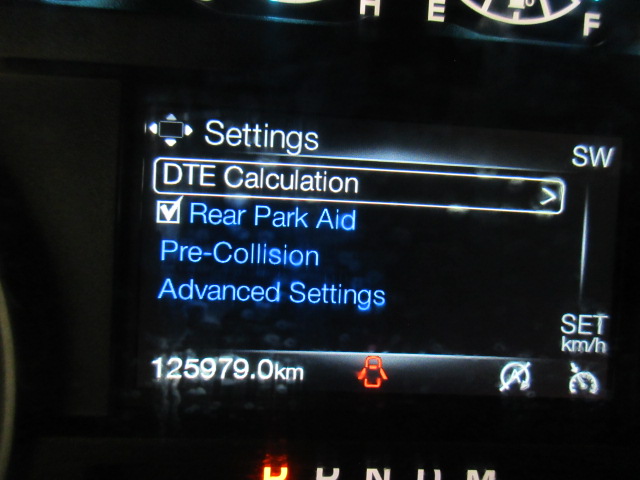 H E F
Settings
SW
DTE Calculation >
Rear Park Aid
Pre-Collision
Advanced Settings
SET
km/h
125979.0km
P R N D M